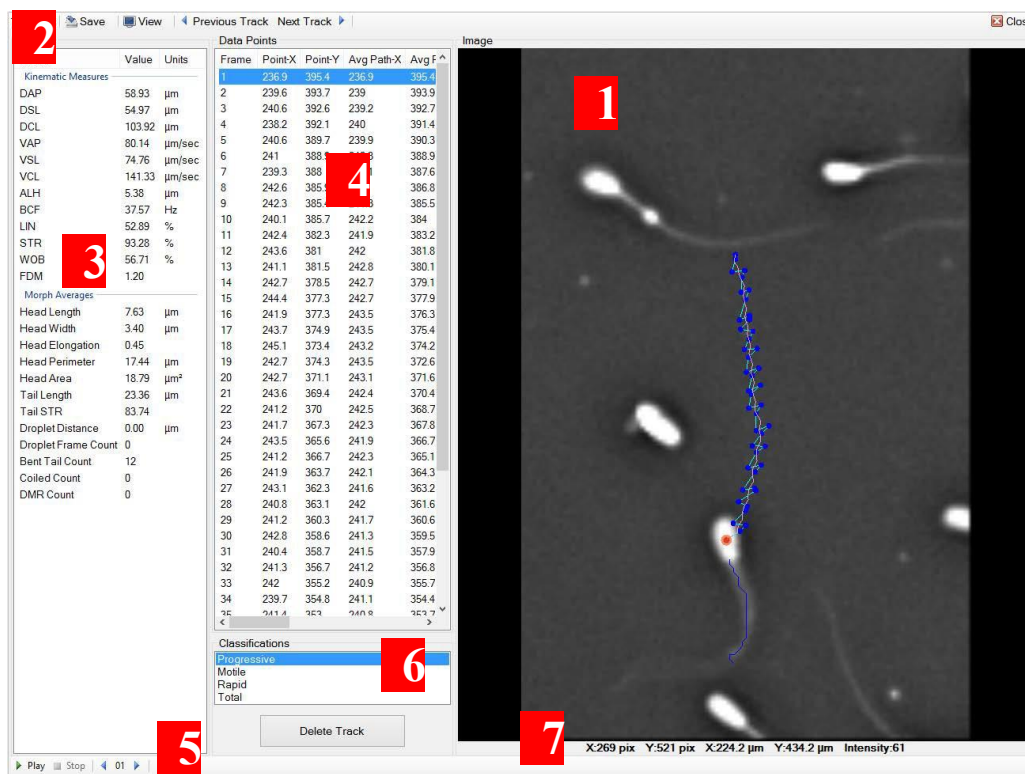 2
Save View Previous Track Next Track Clos
Value Units
Kinematic Measures
DAP 58.93 µm
DSL 54.97 µm
DCL 103.92 µm
VAP 80.14 µm/sec
VSL 74.76 µm/sec
VCL 141.33 µm/sec
ALH 5.38 µm
BCF 37.57 Hz
LIN 52.89 %
STR 93.28 %
WOB 56.71 %
FDM 1.20
3
Morph Averages
Head Length 7.63 µm
Head Width 3.40 µm
Head Elongation 0.45
Head Perimeter 17.44 µm
Head Area 18.79 µm²
Tail Length 23.36 µm
Tail STR 83.74
Droplet Distance 0.00 µm
Droplet Frame Count 0
Bent Tail Count 12
Coiled Count 0
DMR Count 0
Data Points
Frame Point-X Point-Y Avg Path-X Avg
1 236.9 395.4 236.9 395.4
2 239.6 393.7 239 393.9
3 240.6 392.6 239.2 392.7
4 238.2 392.1 240 391.4
5 240.6 389.7 239.9 390.3
6 241 388.9
7 239.3 388 387.6
8 242.6 386.8
9 242.3 385.5
4
10 240.1 385.7 242.2 384
11 242.4 382.3 241.9 383.2
12 243.6 381 242 381.8
13 241.1 381.5 242.8 380.1
14 242.7 378.5 242.7 379.1
15 244.4 377.3 242.7 377.9
16 241.9 377.3 243.5 376.3
17 243.7 374.9 243.5 375.4
18 245.1 373.4 243.2 374.2
19 242.7 374.3 243.5 372.6
20 242.7 371.1 243.1 371.6
21 243.6 369.4 242.4 370.4
22 241.2 370 242.5 368.7
23 241.7 367.3 242.3 367.8
24 243.5 365.6 241.9 366.7
25 241.2 366.7 242.3 365.1
26 241.9 363.7 242.1 364.3
27 243.1 362.3 241.6 363.2
28 240.8 363.1 242 361.6
29 241.2 360.3 241.7 360.6
30 242.8 358.6 241.3 359.5
31 240.4 358.7 241.5 357.9
32 241.3 356.7 241.2 356.8
33 242 355.2 240.9 355.7
34 239.7 354.8 241.1 354.4
35 241.4 353 240.8 353.7
Classifications
Progressive
Motile
Rapid
Total
6
Delete Track
Image
1
7
X:269 pix Y:521 pix X:224.2 µm Y:434.2 µm Intensity:61
5
Play Stop 01